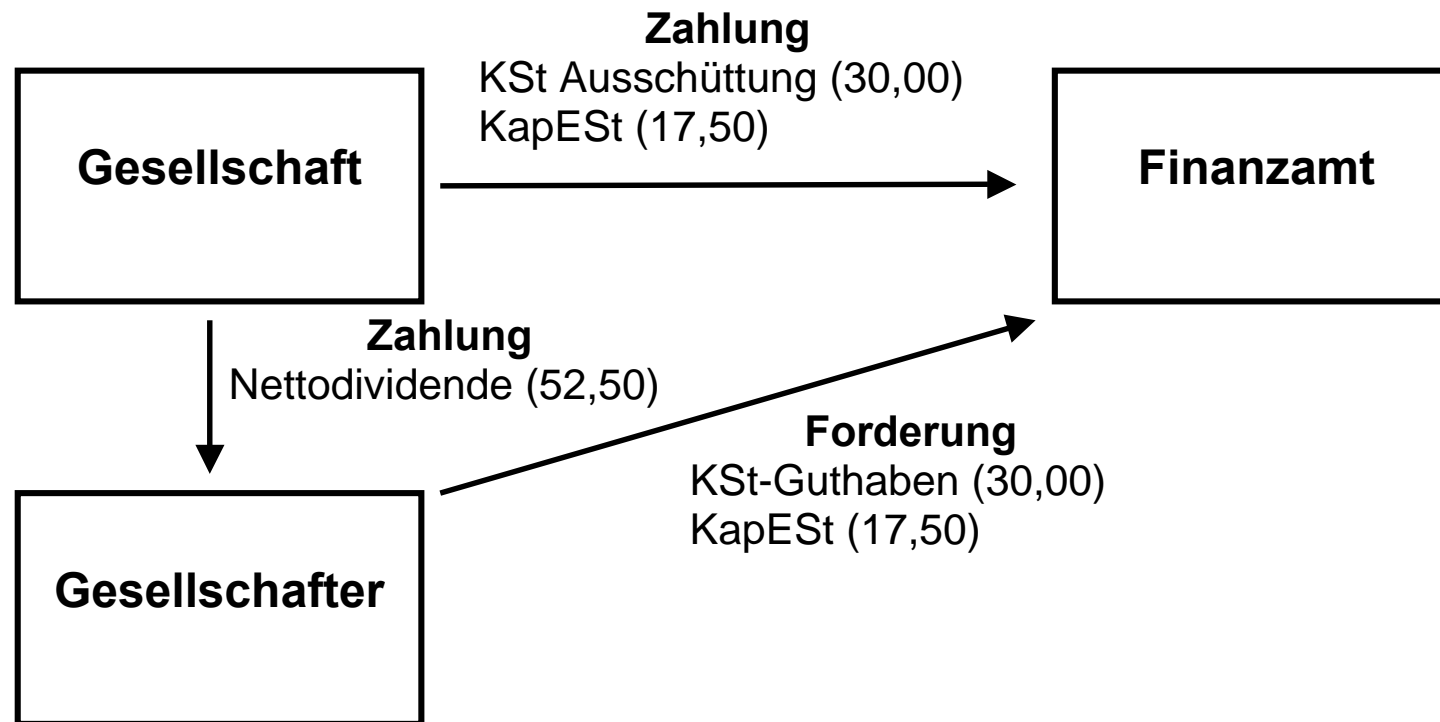 Zahlung
KSt Ausschüttung (30,00)
KapESt (17,50)
Gesellschaft
Finanzamt
Zahlung
Nettodividende (52,50)
Forderung
KSt-Guthaben (30,00)
KapESt (17,50)
Gesellschafter